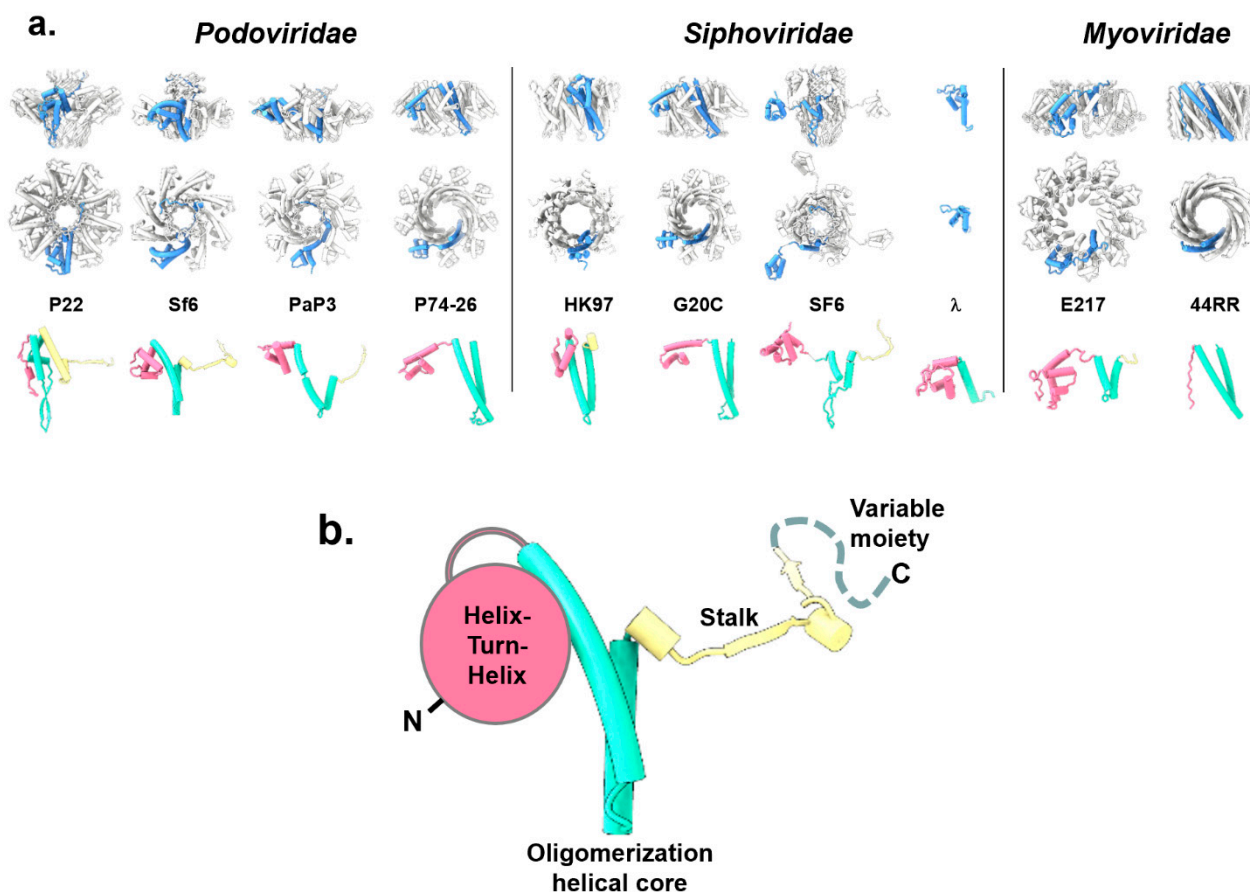 a.
Podoviridae
Siphoviridae
Myoviridae
P22
Sf6
PaP3
P74-26
HK97
G20C
SF6
λ
E217
44RR
b.
Variable
moiety
C
Helix-
Turn-
Helix
Stalk
N
Oligomerization
helical core